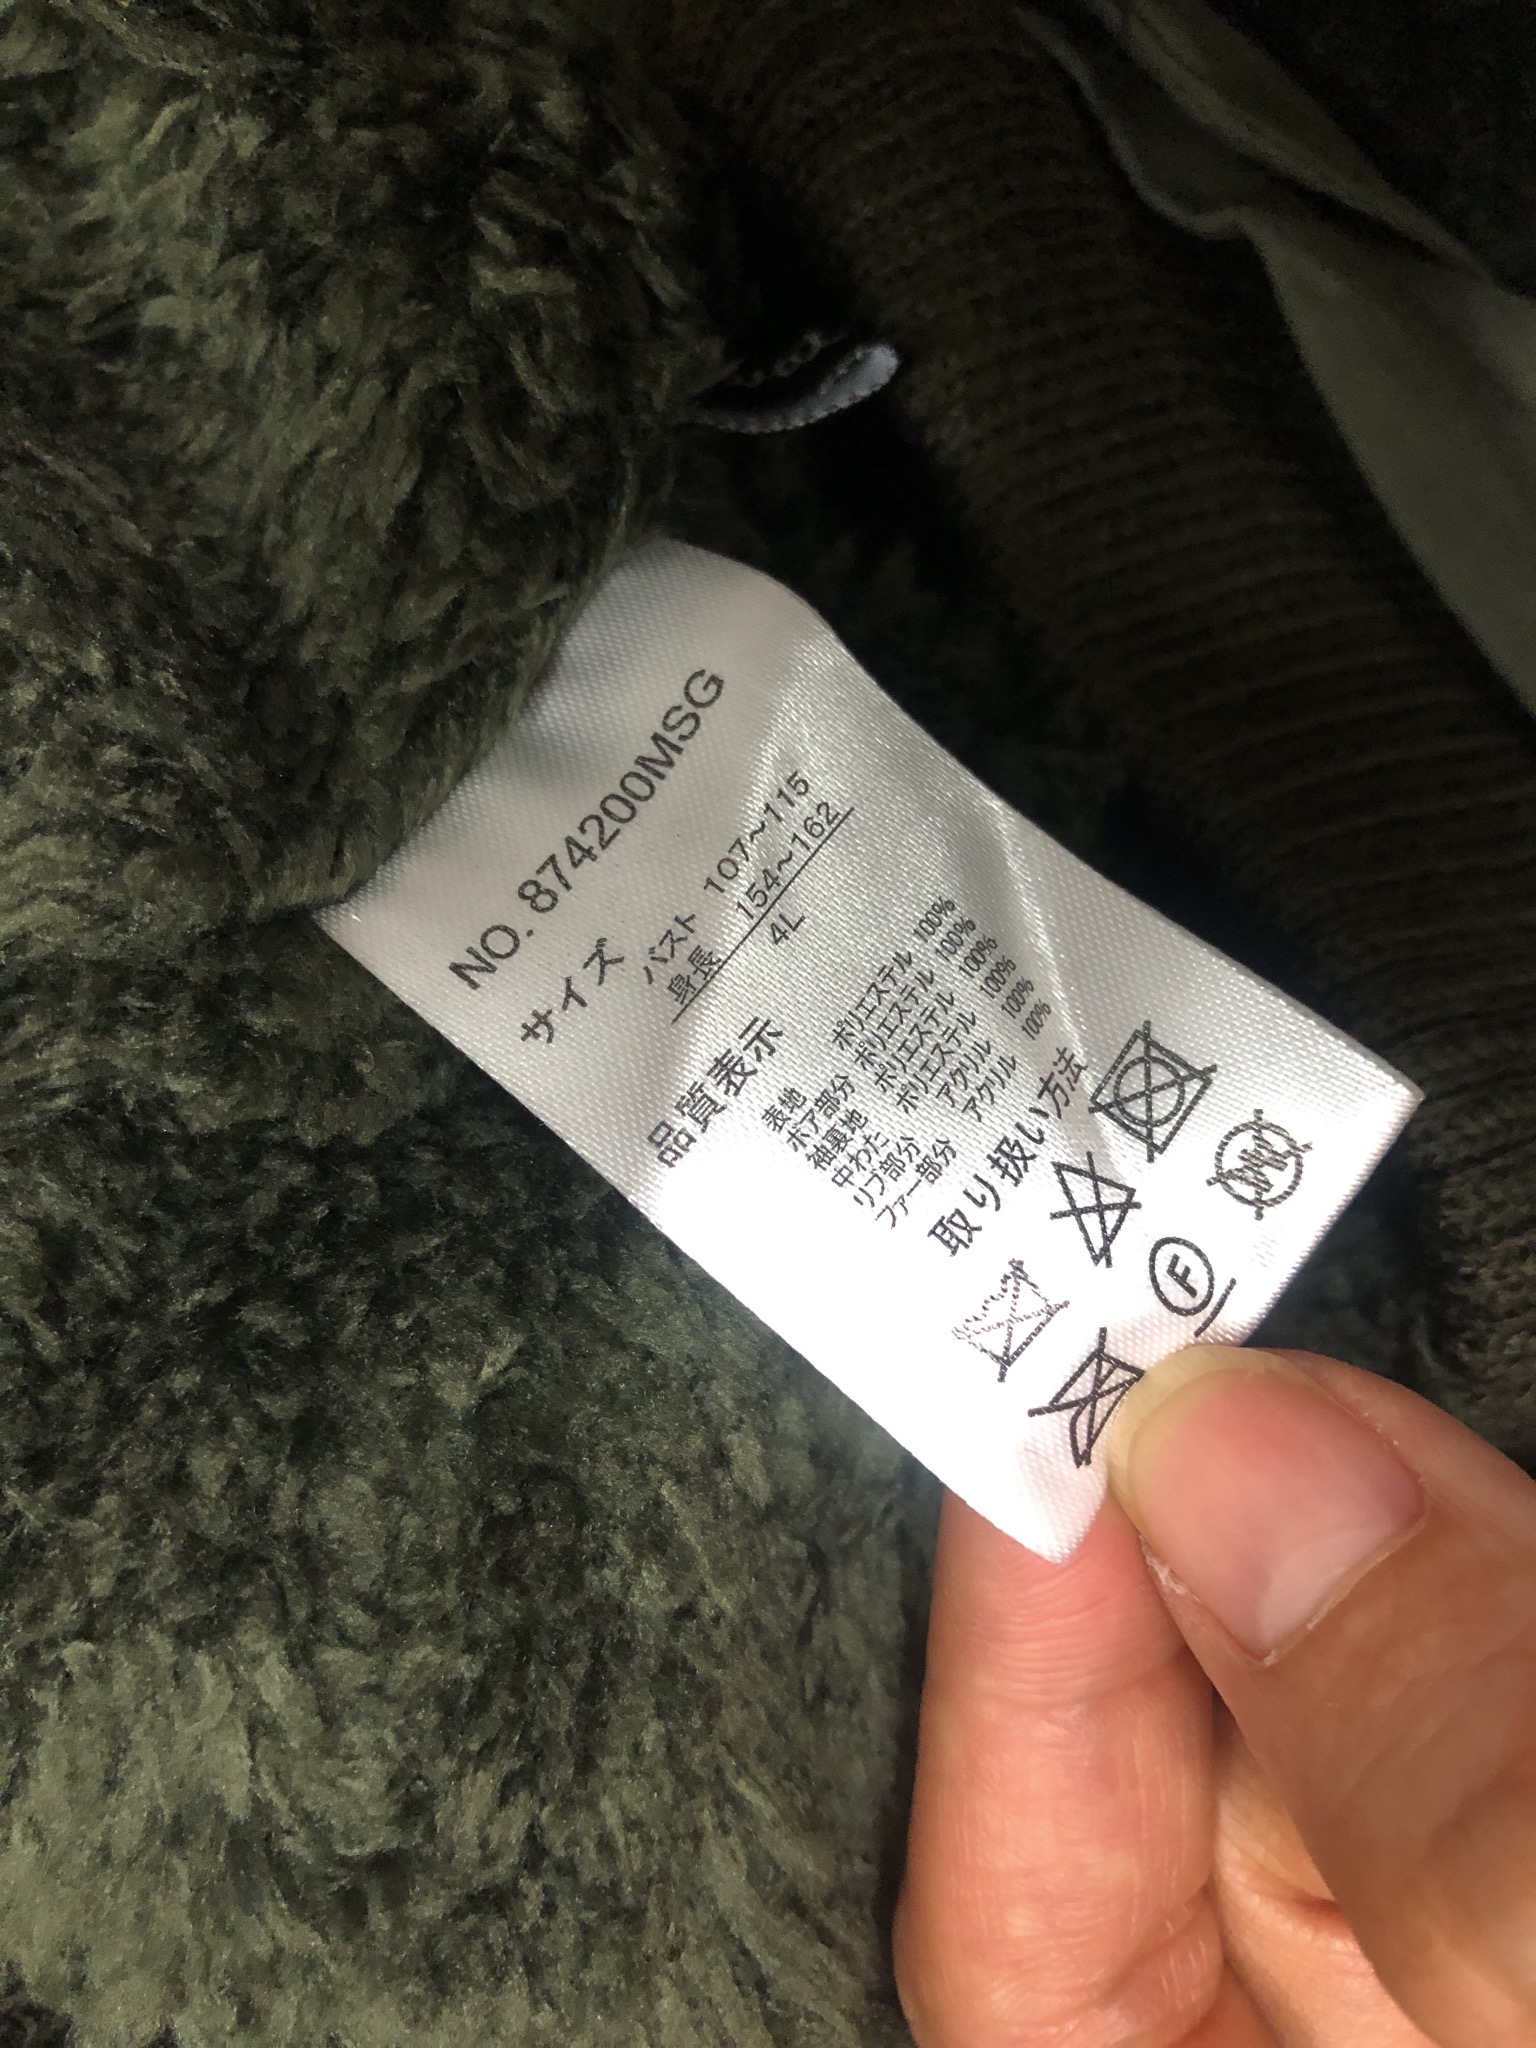 NO. 874200MSG
サイズ
バスト 107~115
身長 154~162
4L
品質表示
表地 ポリエステル 100%
ボア部分 ポリエステル 100%
袖裏地 ポリエステル 100%
中わた ポリエステル 100%
リブ部分 アクリル 100%
ファー部分 アクリル 100%
取り扱い方法
F